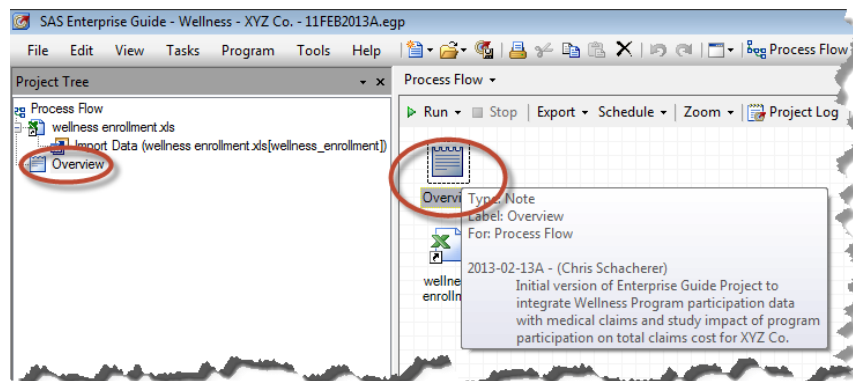 SAS Enterprise Guide - Wellness - XYZ Co. - 11FEB2013A.egp
File Edit View Tasks Program Tools Help Process Flow
Project Tree
Process Flow
wellness enrollment.xls
Import Data (wellness enrollment.xls[wellness_enrollment])
Overview
Process Flow
Run Stop Export Schedule Zoom Project Log
Overvi
Type: Note
Label: Overview
For: Process Flow
2013-02-13A - (Chris Schacherer)
Initial version of Enterprise Guide Project to
integrate Wellness Program participation data
with medical claims and study impact of program
participation on total claims cost for XYZ Co.
wellne
enrolln